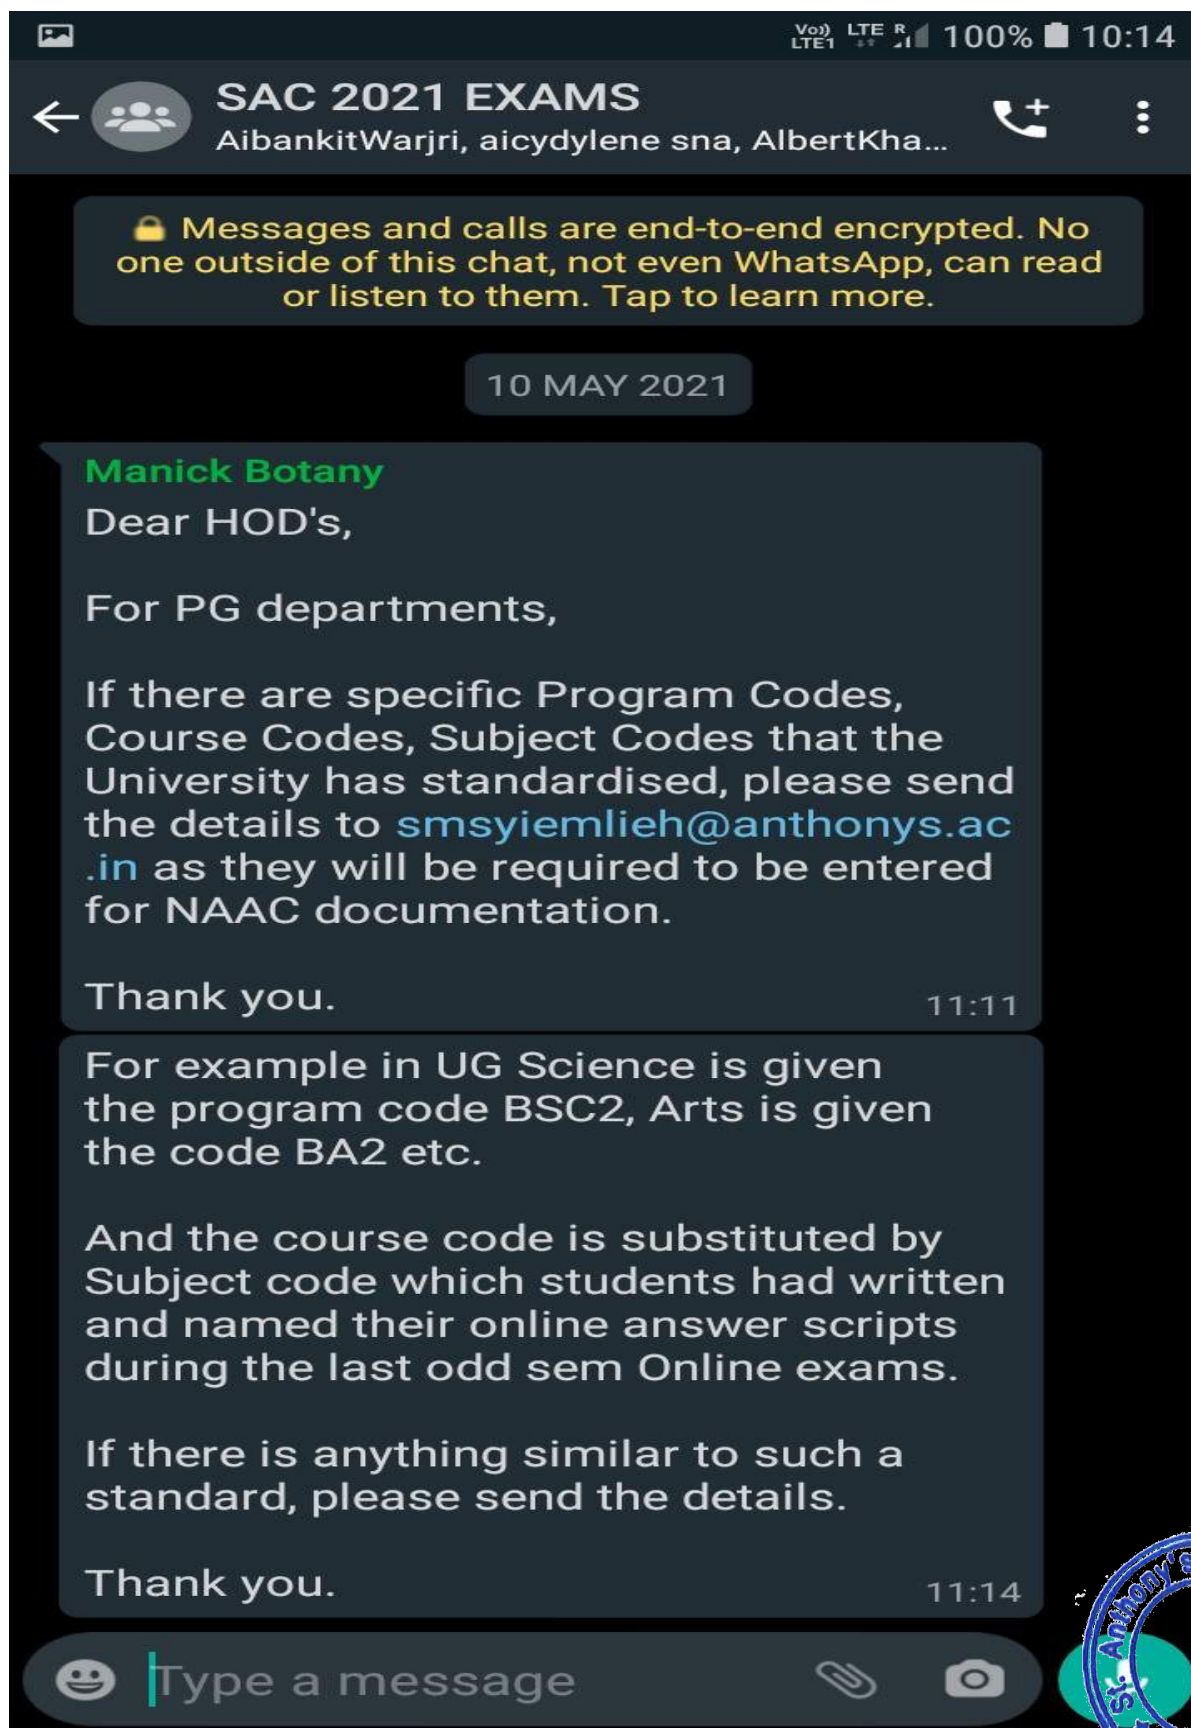 Vo)) LTE R 100% 10:14
LTE1
SAC 2021 EXAMS
AibankitWarjri, aicydylene sna, AlbertKha...
Messages and calls are end-to-end encrypted. No
one outside of this chat, not even WhatsApp, can read
or listen to them. Tap to learn more.
10 MAY 2021
Manick Botany
Dear HOD's,
For PG departments,
If there are specific Program Codes,
Course Codes, Subject Codes that the
University has standardised, please send
the details to smsyiemlieh@anthonys.ac
.in as they will be required to be entered
for NAAC documentation.
Thank you. 11:11
For example in UG Science is given
the program code BSC2, Arts is given
the code BA2 etc.
And the course code is substituted by
Subject code which students had written
and named their online answer scripts
during the last odd sem Online exams.
If there is anything similar to such a
standard, please send the details.
Thank you. 11:14
Type a message
St. Anthony's